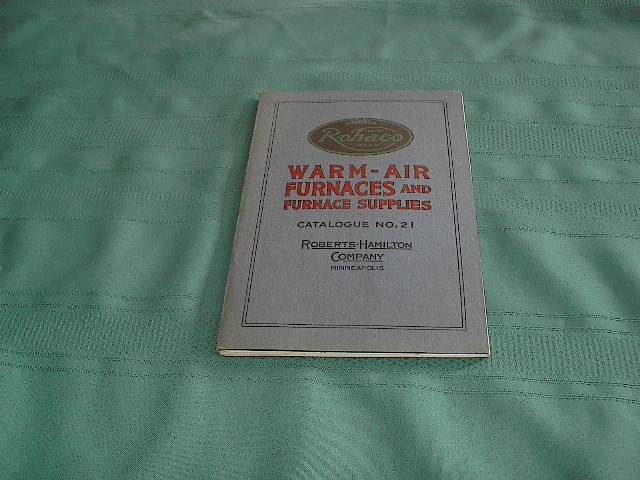 Rohaco
WARM-AIR
FURNACES AND
FURNACE SUPPLIES
CATALOGUE NO. 21
ROBERTS-HAMILTON
COMPANY
MINNEAPOLIS